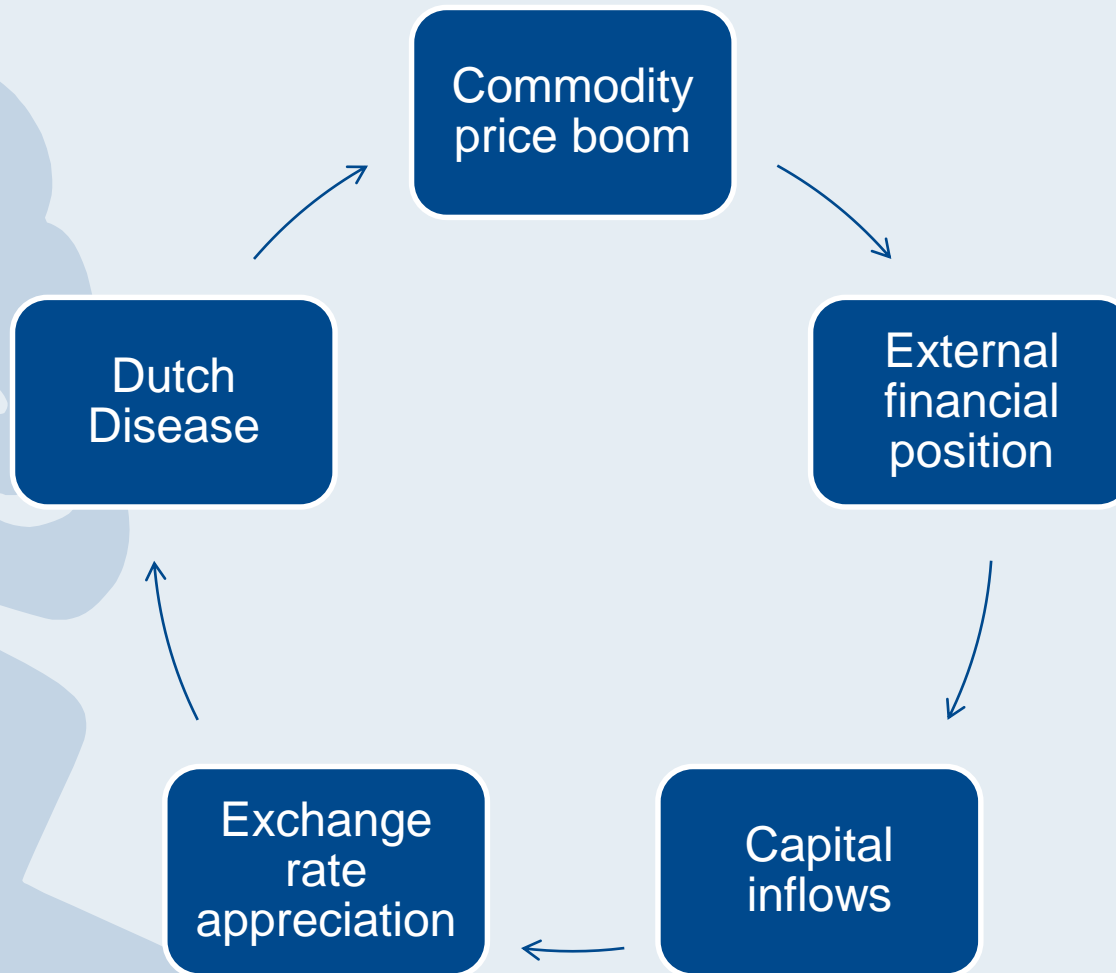 Commodity
price boom
External
financial
position
Capital
inflows
Exchange
rate
appreciation
Dutch
Disease